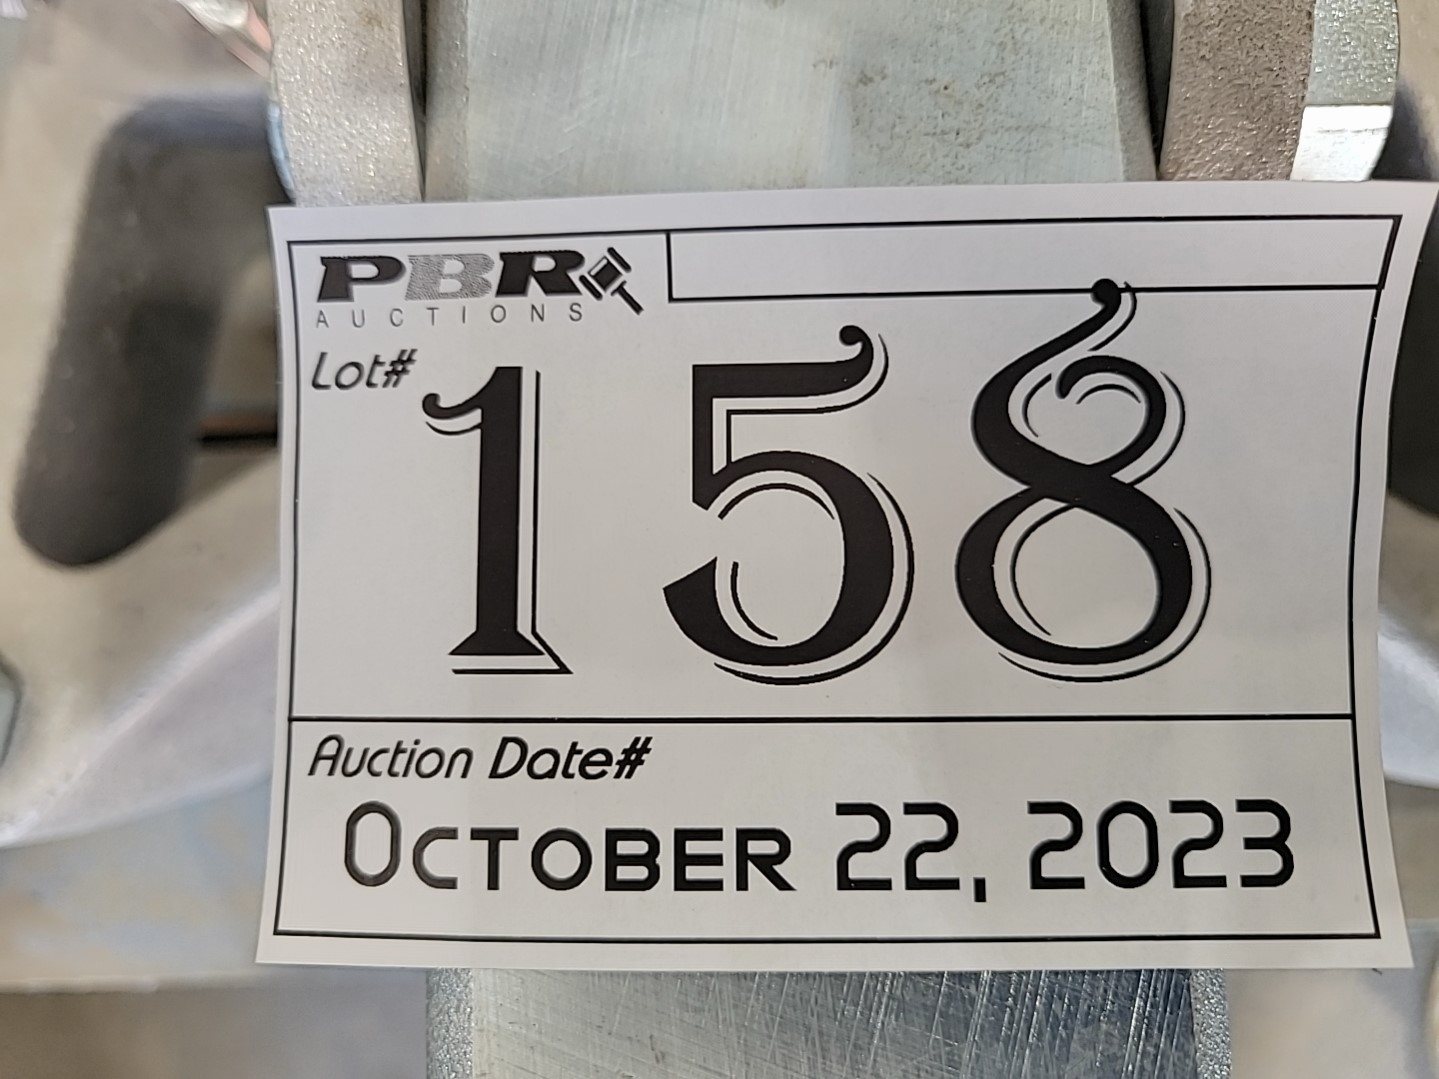 PBR
AUCTIONS
Lot#
158
Auction Date#
OCTOBER 22, 2023